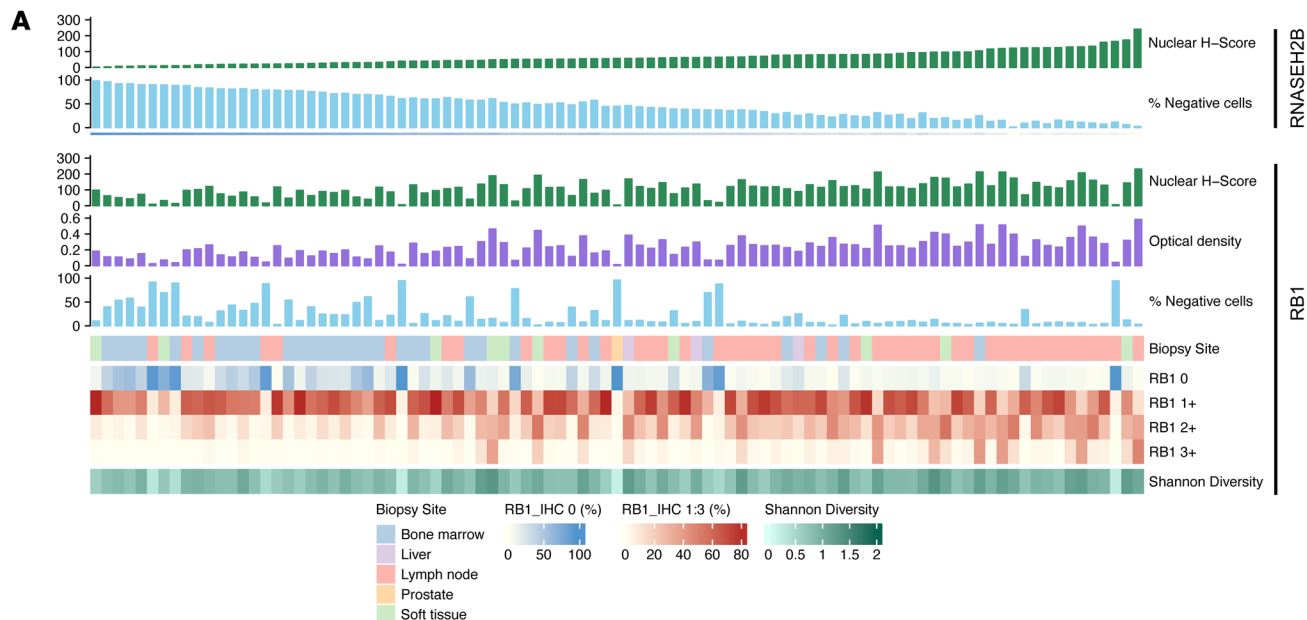 A
300
200
100
0
Nuclear H−Score
100
50
0
% Negative cells
RNASEH2B
300
200
100
0
Nuclear H−Score
0.6
0.4
0.2
0
Optical density
100
50
0
% Negative cells
Biopsy Site
RB1 0
RB1 1+
RB1 2+
RB1 3+
Shannon Diversity
RB1
Biopsy Site
Bone marrow
Liver
Lymph node
Prostate
Soft tissue
RB1_IHC 0 (%)
0 50 100
RB1_IHC 1:3 (%)
0 20 40 60 80
Shannon Diversity
0 0.5 1 1.5 2